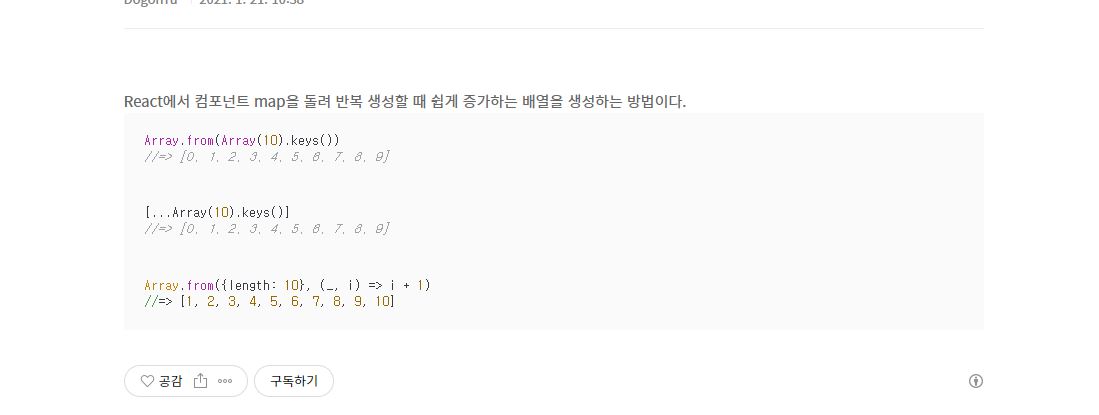 Dogonfu 2021. 1. 21. 10:38
React에서 컴포넌트 map을 돌려 반복 생성할 때 쉽게 증가하는 배열을 생성하는 방법이다.
Array.from(Array(10).keys())
//=> [0, 1, 2, 3, 4, 5, 6, 7, 8, 9]
[...Array(10).keys()]
//=> [0, 1, 2, 3, 4, 5, 6, 7, 8, 9]
Array.from({length: 10}, (_, i) => i + 1)
//=> [1, 2, 3, 4, 5, 6, 7, 8, 9, 10]
공감 구독하기